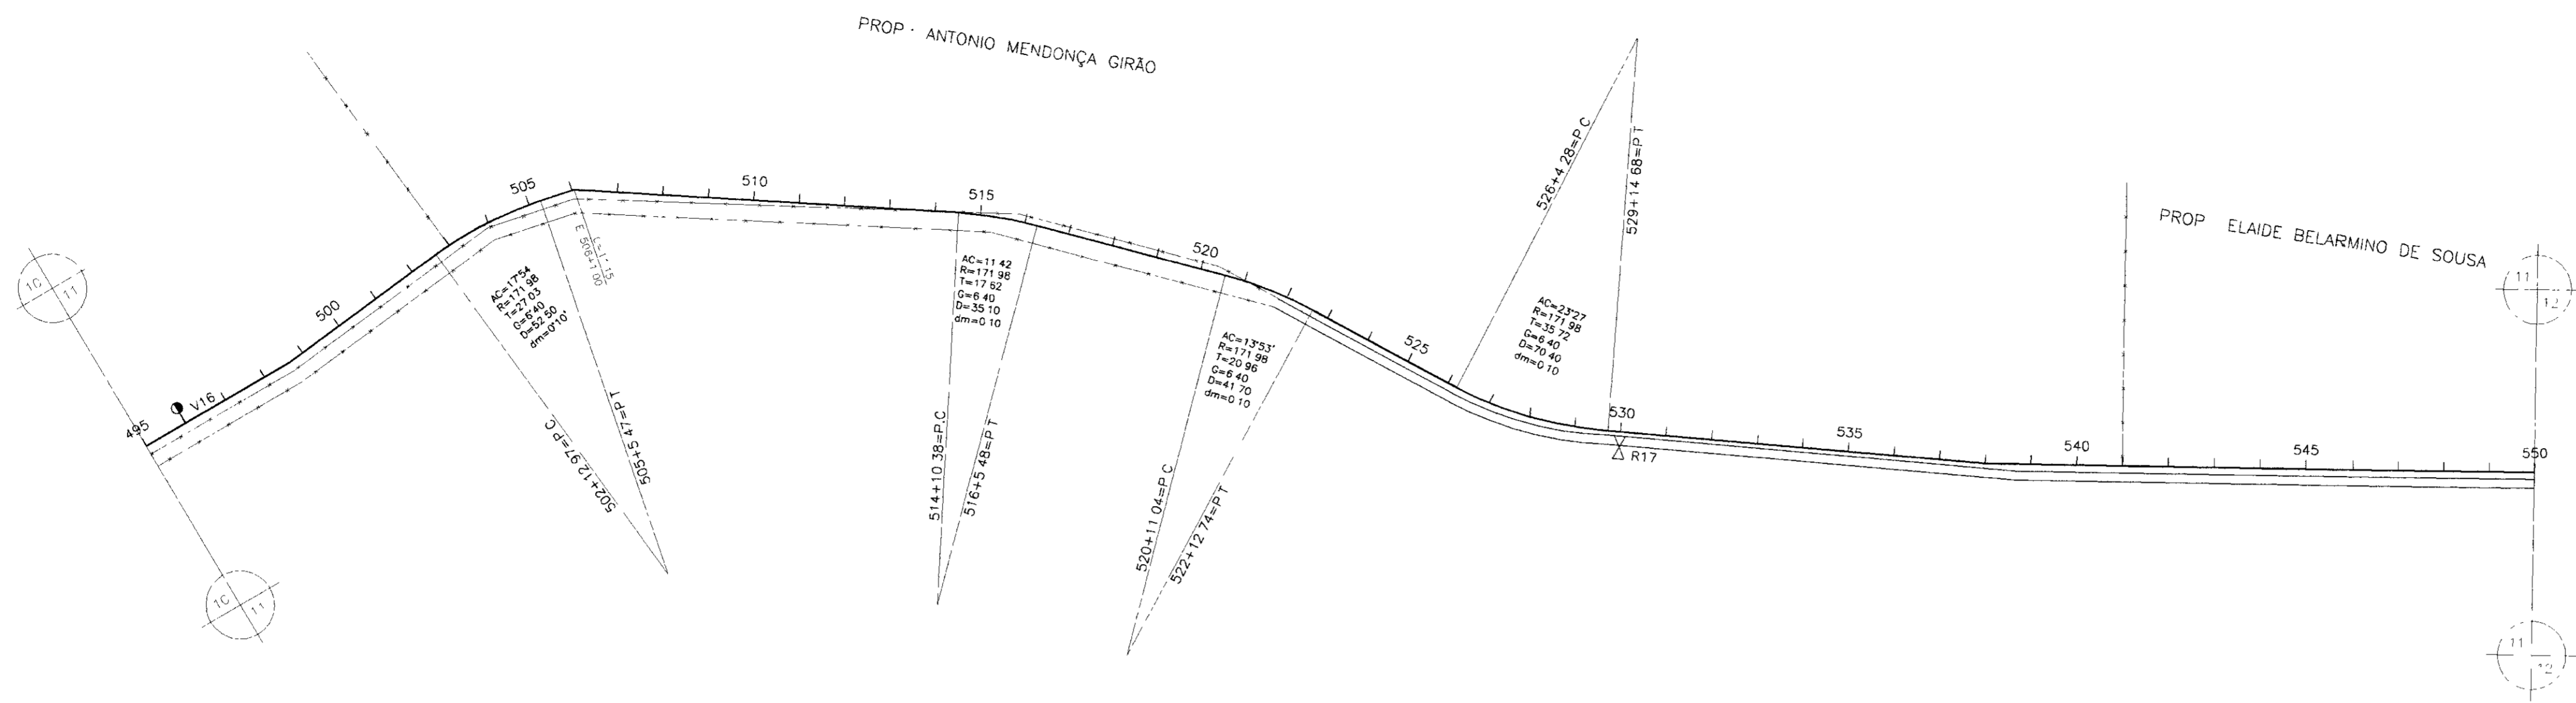 PROP · ANTONIO MENDONÇA GIRÃO
PROP ELAIDE BELARMINO DE SOUSA
1C
11
1C
11
11
12
11
12
495
V16
500
505
510
515
520
525
530
R17
535
540
545
550
AC=17°54
R=171 98
T=27 03
G=6°40
D=52 50
dm=0°10'
E 506+1 00
502+12.97=P.C
505+5 47=P.T
AC=11 42
R=171 98
T=17 62
G=6 40
D=35 10
dm=0 10
514+10 38=P.C
516+5 48=P T
AC=13°53'
R=171 98
T=20 96
G=6 40
D=41 70
dm=0 10
520+11 04=P.C
522+12 74=P T
AC=23°27
R=171 98
T=35 72
G=6 40
D=70 40
dm=0 10
526+4 28=P C
529+14 68=P T